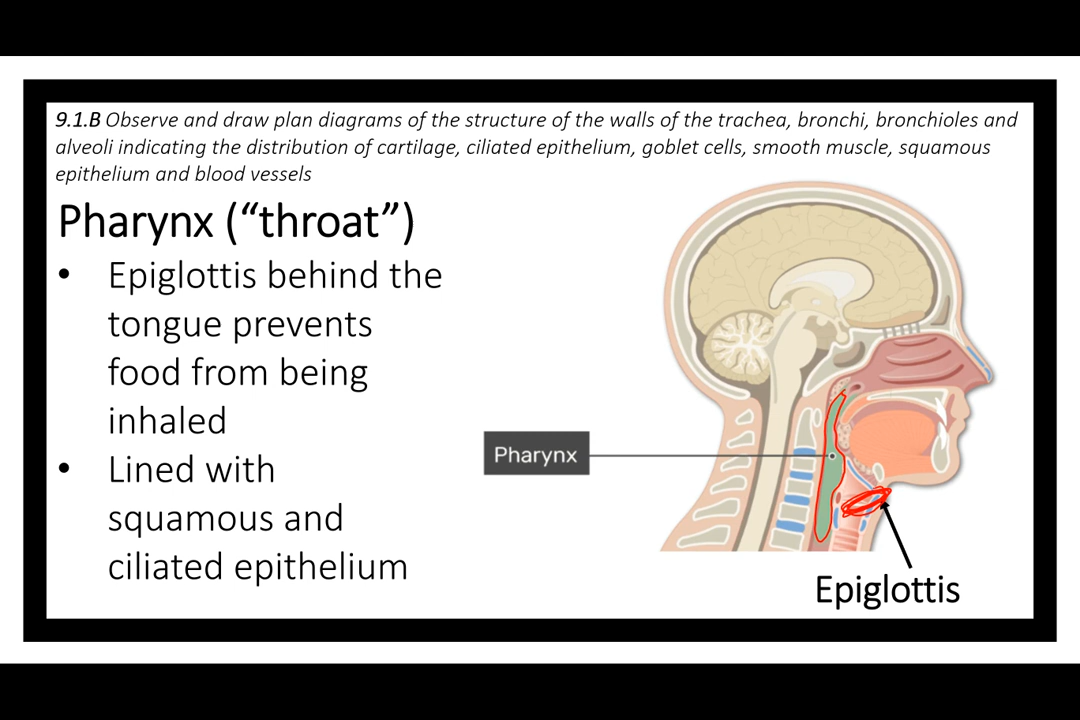 9.1.B Observe and draw plan diagrams of the structure of the walls of the trachea, bronchi, bronchioles and
alveoli indicating the distribution of cartilage, ciliated epithelium, goblet cells, smooth muscle, squamous
epithelium and blood vessels
Pharynx (“throat”)
• Epiglottis behind the
tongue prevents
food from being
inhaled
• Lined with
squamous and
ciliated epithelium
Pharynx
Epiglottis